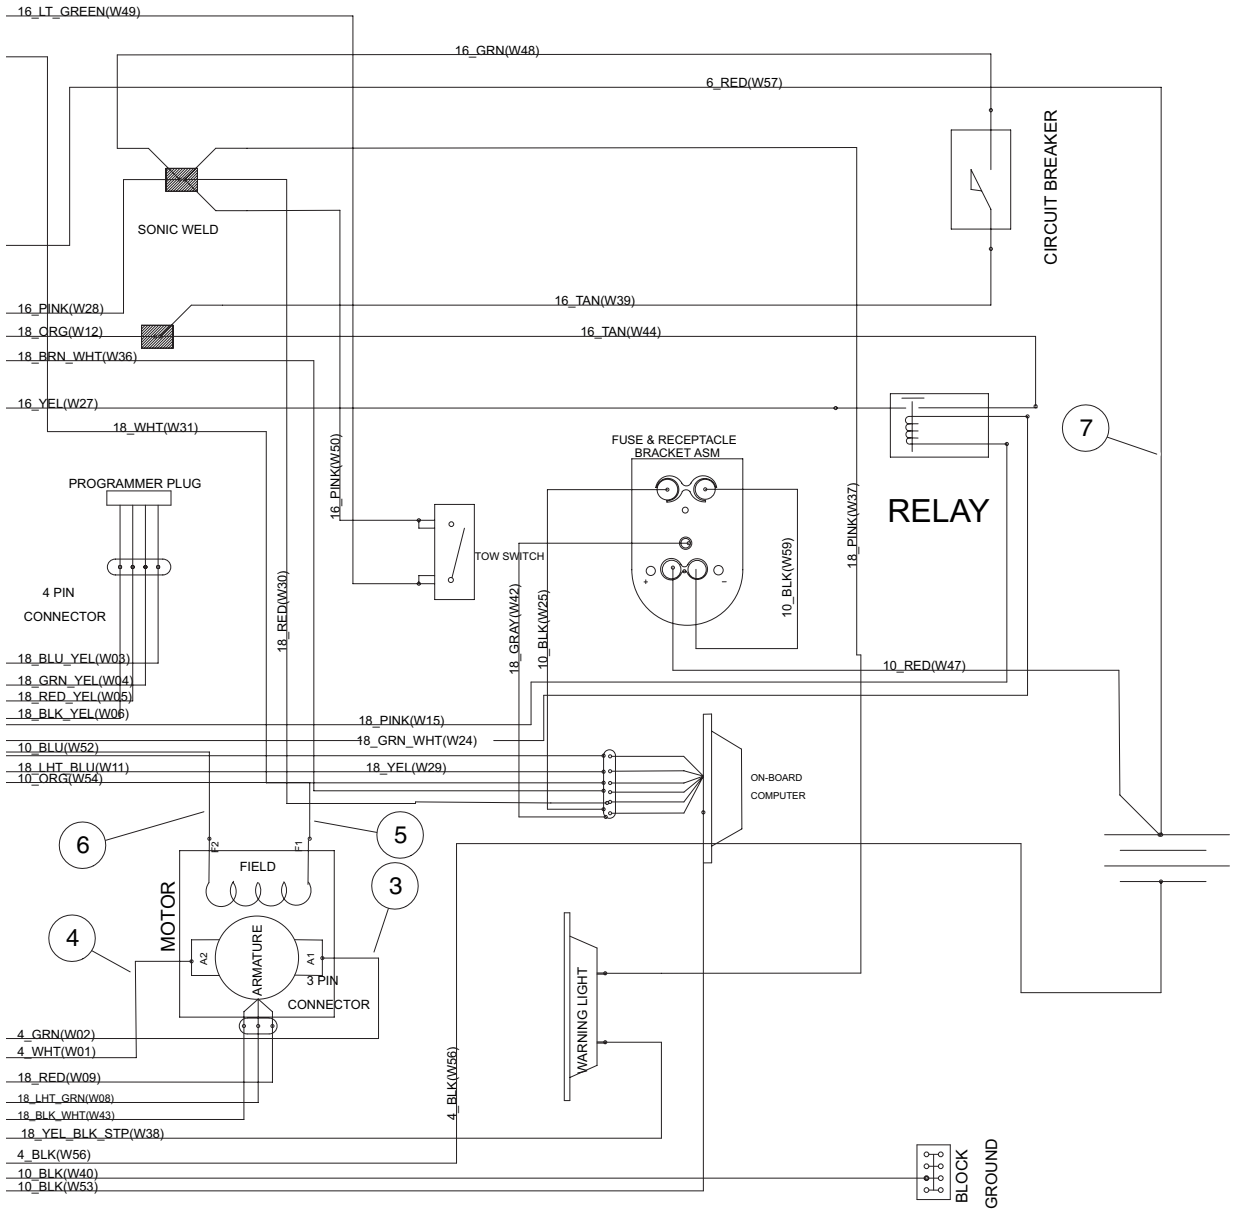 16_LT_GREEN(W49)
16_GRN(W48)
6_RED(W57)
CIRCUIT BREAKER
SONIC WELD
16_PINK(W28)
16_TAN(W39)
18_ORG(W12)
16_TAN(W44)
18_BRN_WHT(W36)
16_YEL(W27)
18_WHT(W31)
7
16_PINK(W50)
FUSE & RECEPTACLE
BRACKET ASM
PROGRAMMER PLUG
18_PINK(W37)
RELAY
TOW SWITCH
10_BLK(W59)
4 PIN
CONNECTOR
18_RED(W30)
18_GRAY(W42)
10_BLK(W25)
+
−
18_BLU_YEL(W03)
10_RED(W47)
18_GRN_YEL(W04)
18_RED_YEL(W05)
18_BLK_YEL(W06)
18_PINK(W15)
18_GRN_WHT(W24)
10_BLU(W52)
18_LHT_BLU(W11)
18_YEL(W29)
10_ORG(W54)
ON-BOARD
COMPUTER
6
5
F2
F1
FIELD
3
MOTOR
4
A2
ARMATURE
A1
3 PIN
CONNECTOR
WARNING LIGHT
4_GRN(W02)
4_WHT(W01)
18_RED(W09)
18_LHT_GRN(W08)
18_BLK_WHT(W43)
4_BLK(W56)
18_YEL_BLK_STP(W38)
4_BLK(W56)
10_BLK(W40)
10_BLK(W53)
BLOCK
GROUND